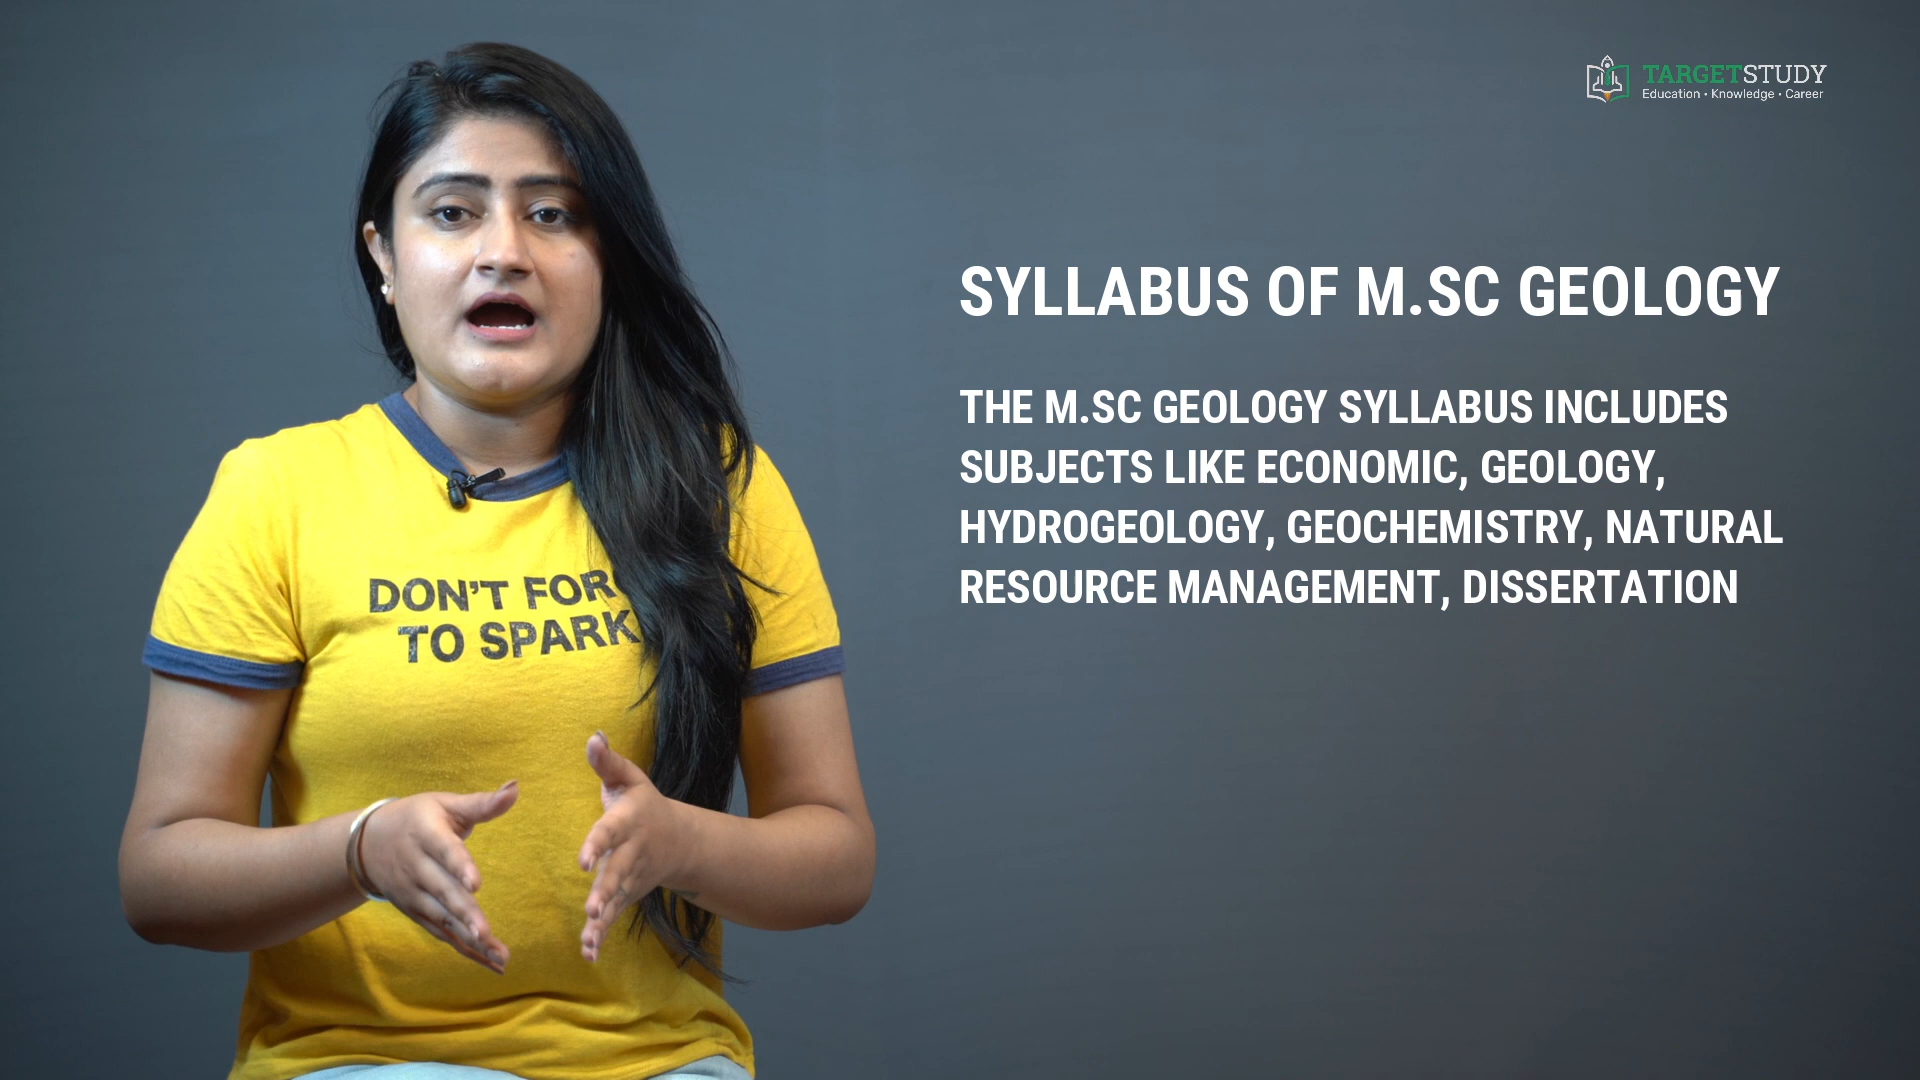 TARGETSTUDY
Education • Knowledge • Career
SYLLABUS OF M.SC GEOLOGY
THE M.SC GEOLOGY SYLLABUS INCLUDES
SUBJECTS LIKE ECONOMIC, GEOLOGY,
HYDROGEOLOGY, GEOCHEMISTRY, NATURAL
RESOURCE MANAGEMENT, DISSERTATION
DON'T FOR
TO SPARK